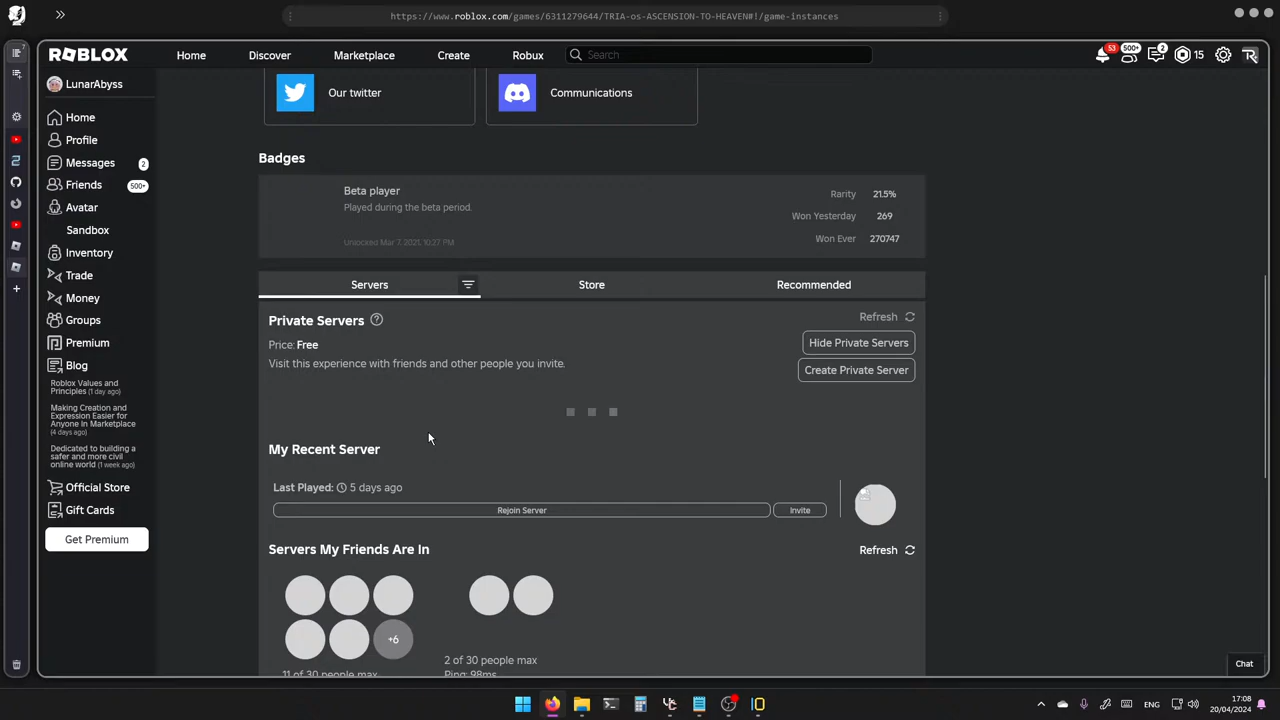 https://www.roblox.com/games/6311279644/TRIA-os-ASCENSION-TO-HEAVEN#!/game-instances
ROBLOX Home Discover Marketplace Create Robux Search 53 500+ 2 15
LunarAbyss
Home
Profile
Messages 2
Friends 500+
Avatar
Sandbox
Inventory
Trade
Money
Groups
Premium
Blog
Roblox Values and
Principles (1 day ago)
Making Creation and
Expression Easier for
Anyone In Marketplace
(4 days ago)
Dedicated to building a
safer and more civil
online world (1 week ago)
Official Store
Gift Cards
Get Premium
Our twitter
Communications
Badges
Beta player
Played during the beta period.
Unlocked Mar 7, 2021, 10:27 PM
Rarity 21.5%
Won Yesterday 269
Won Ever 270747
Servers Store Recommended
Private Servers
Refresh
Price: Free
Hide Private Servers
Visit this experience with friends and other people you invite.
Create Private Server
My Recent Server
Last Played: 5 days ago
Rejoin Server Invite
Servers My Friends Are In Refresh
+6
2 of 30 people max
11 of 30 people max
Ping: 98ms
Chat
ENG
17:08
20/04/2024